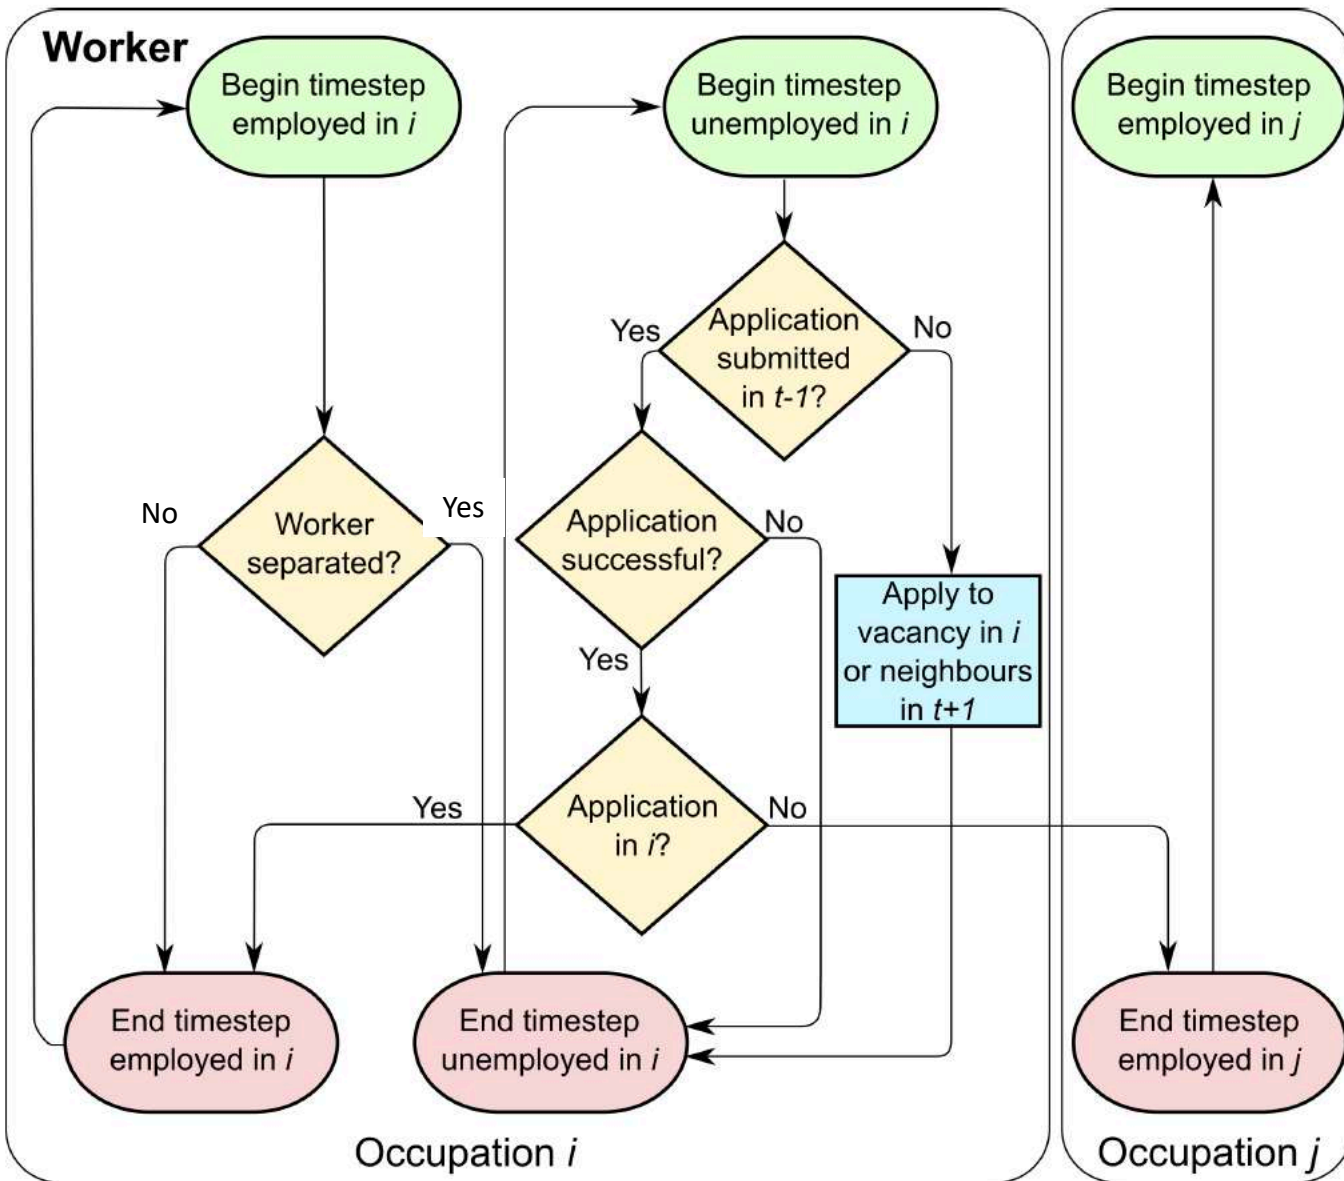 Worker
Begin timestep
employed in i
Begin timestep
unemployed in i
Begin timestep
employed in j
Application
submitted
in t-1?
Yes
No
Worker
separated?
No
Yes
Application
successful?
No
Yes
Apply to
vacancy in i
or neighbours
in t+1
Application
in i?
Yes
No
End timestep
employed in i
End timestep
unemployed in i
End timestep
employed in j
Occupation i
Occupation j